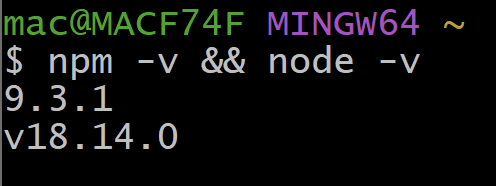 mac@MACF74F MINGW64 ~
$ npm -v && node -v
9.3.1
v18.14.0